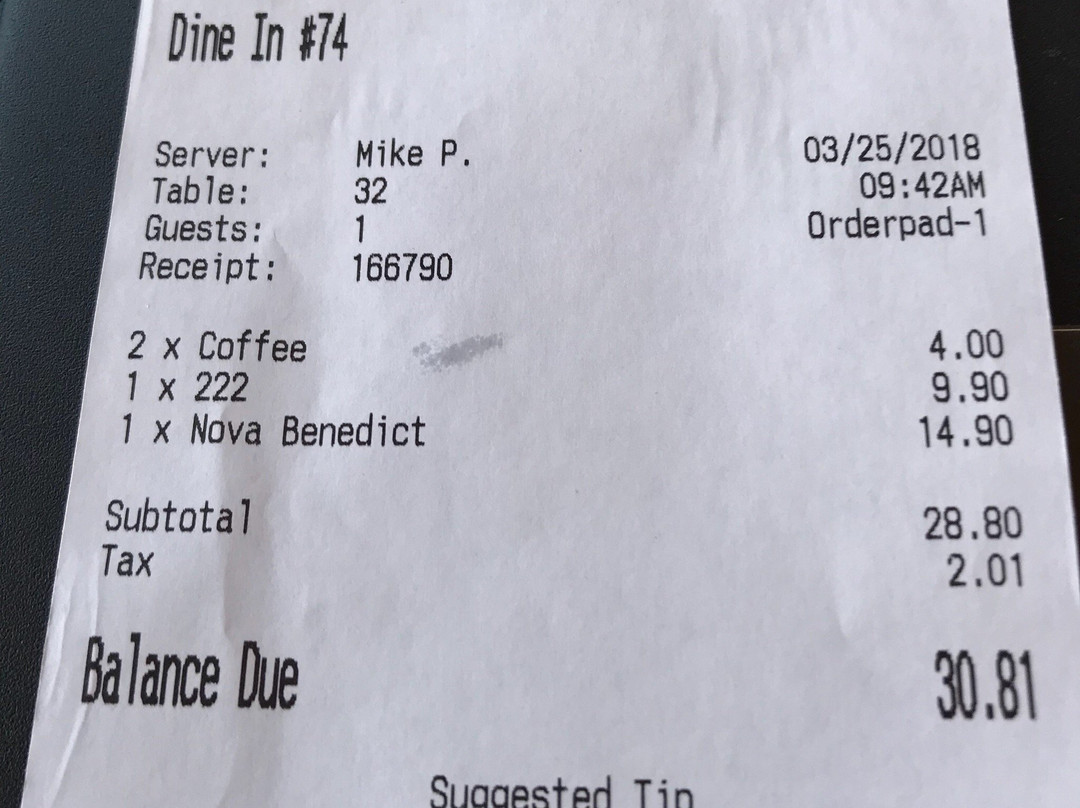 Dine In #74
Server: Mike P. 03/25/2018
Table: 32 09:42AM
Guests: 1 Orderpad-1
Receipt: 166790
2 x Coffee 4.00
1 x 222 9.90
1 x Nova Benedict 14.90
Subtotal 28.80
Tax 2.01
Balance Due 30.81
Suggested Tip